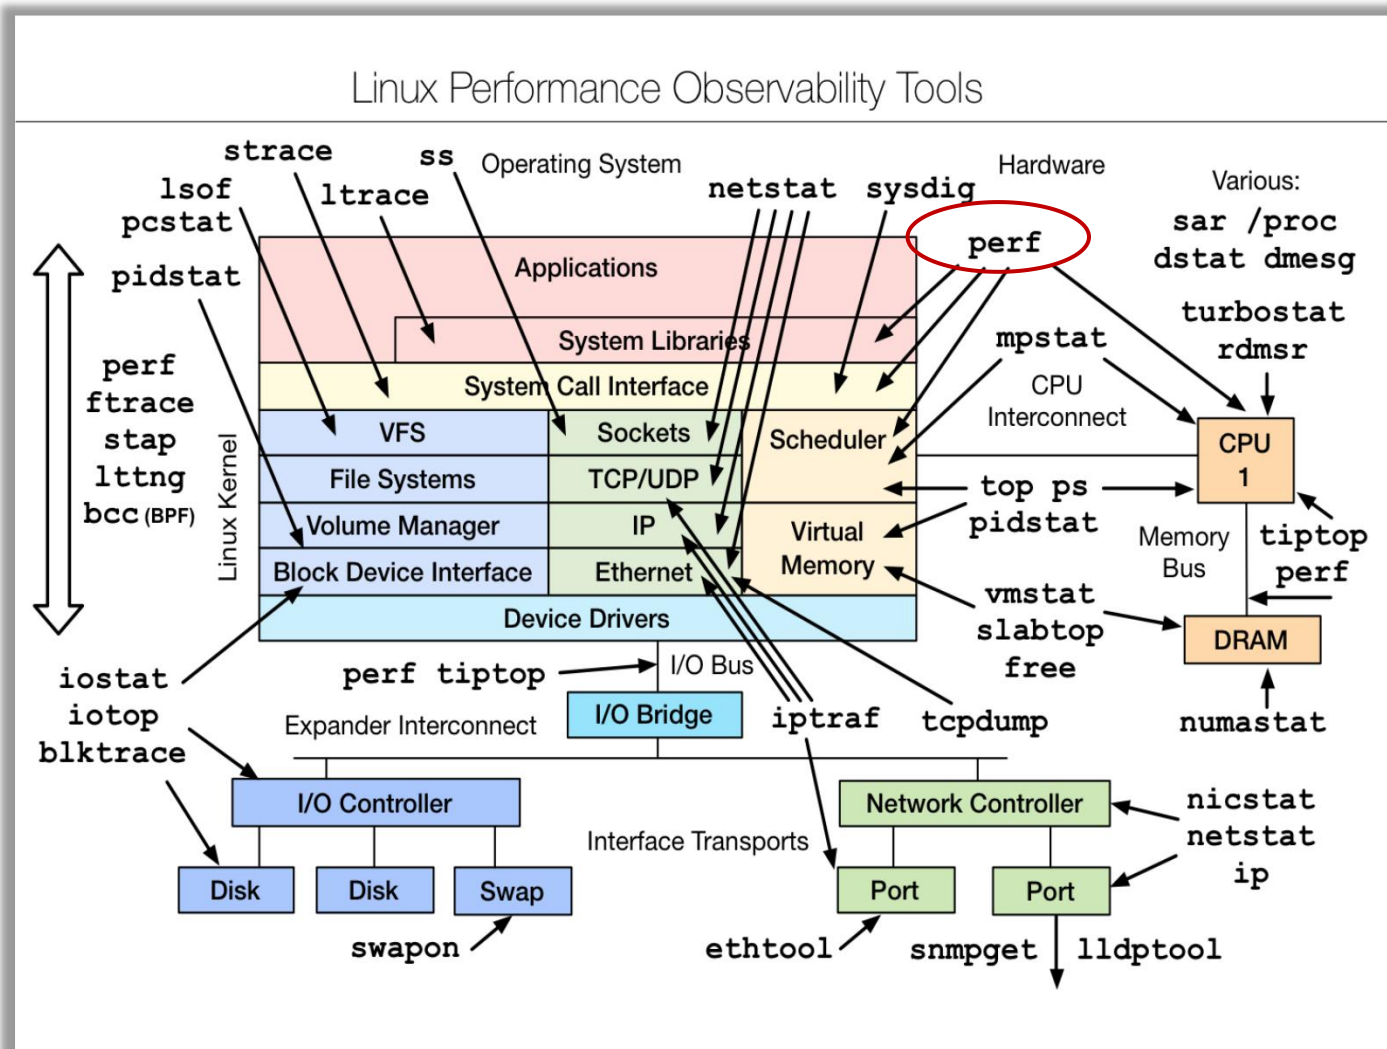 Linux Performance Observability Tools
strace
ss
Operating System
Hardware
lsof
pcstat
ltrace
netstat
sysdig
Various:
sar /proc
dstat dmesg
perf
pidstat
Applications
turbostat
rdmsr
System Libraries
mpstat
perf
ftrace
stap
lttng
bcc (BPF)
System Call Interface
CPU
Interconnect
Linux Kernel
VFS
Sockets
Scheduler
CPU
1
File Systems
TCP/UDP
top ps
pidstat
Volume Manager
IP
Virtual
Memory
Memory
Bus
tiptop
perf
Block Device Interface
Ethernet
vmstat
slabtop
free
Device Drivers
DRAM
perf tiptop
I/O Bus
iostat
iotop
blktrace
Expander Interconnect
I/O Bridge
iptraf
tcpdump
numastat
I/O Controller
Network Controller
nicstat
netstat
ip
Interface Transports
Disk
Disk
Swap
Port
Port
swapon
ethtool
snmpget
lldptool